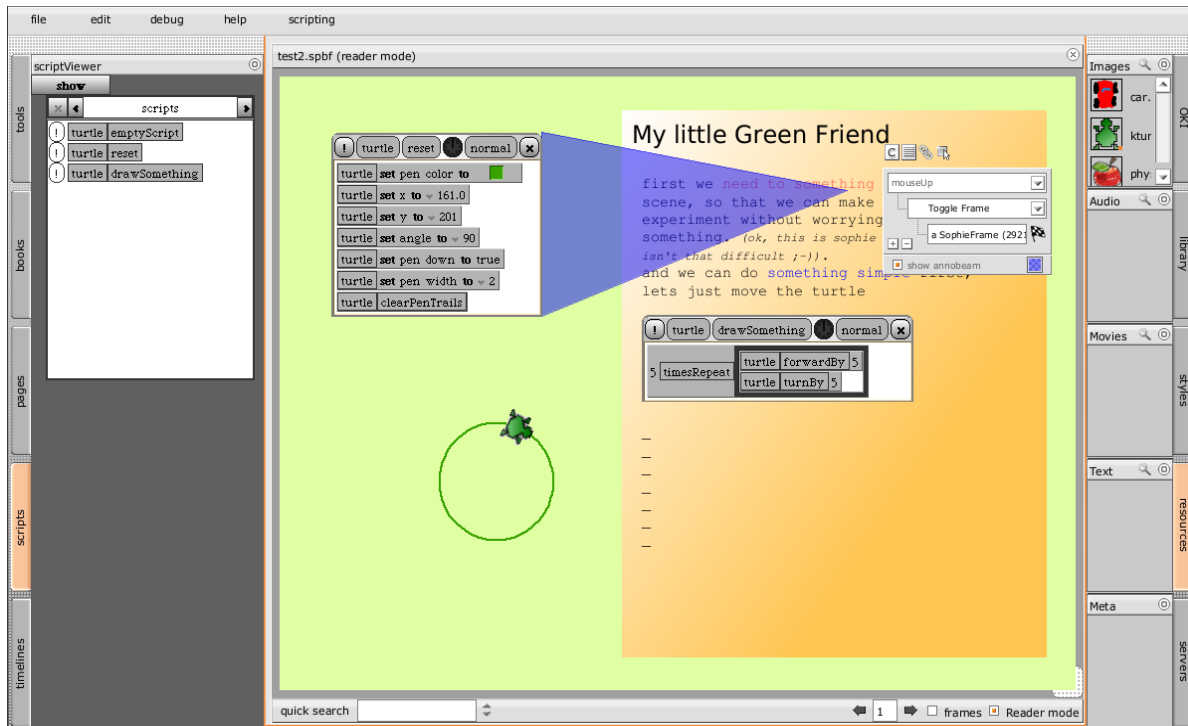 file edit debug help scripting
test2.spbf (reader mode)
tools
books
pages
scripts
timelines
scriptViewer
show
scripts
! turtle emptyScript
! turtle reset
! turtle drawSomething
! turtle reset normal x
turtle set pen color to
turtle set x to 161.0
turtle set y to 201
turtle set angle to 90
turtle set pen down to true
turtle set pen width to 2
turtle clearPenTrails
My little Green Friend
first we need to something
scene, so that we can make
experiment without worrying
something. (ok, this is sophie
isn't that difficult ;-)).
and we can do something simple first,
lets just move the turtle
C
mouseUp
Toggle Frame
a SophieFrame (2921
show annobeam
! turtle drawSomething normal x
5 timesRepeat
turtle forwardBy 5
turtle turnBy 5
–
–
–
–
–
–
–
quick search
1
frames
Reader mode
Images
car.
ktur
phy:
Audio
Movies
Text
Meta
OKI
library
styles
resources
servers